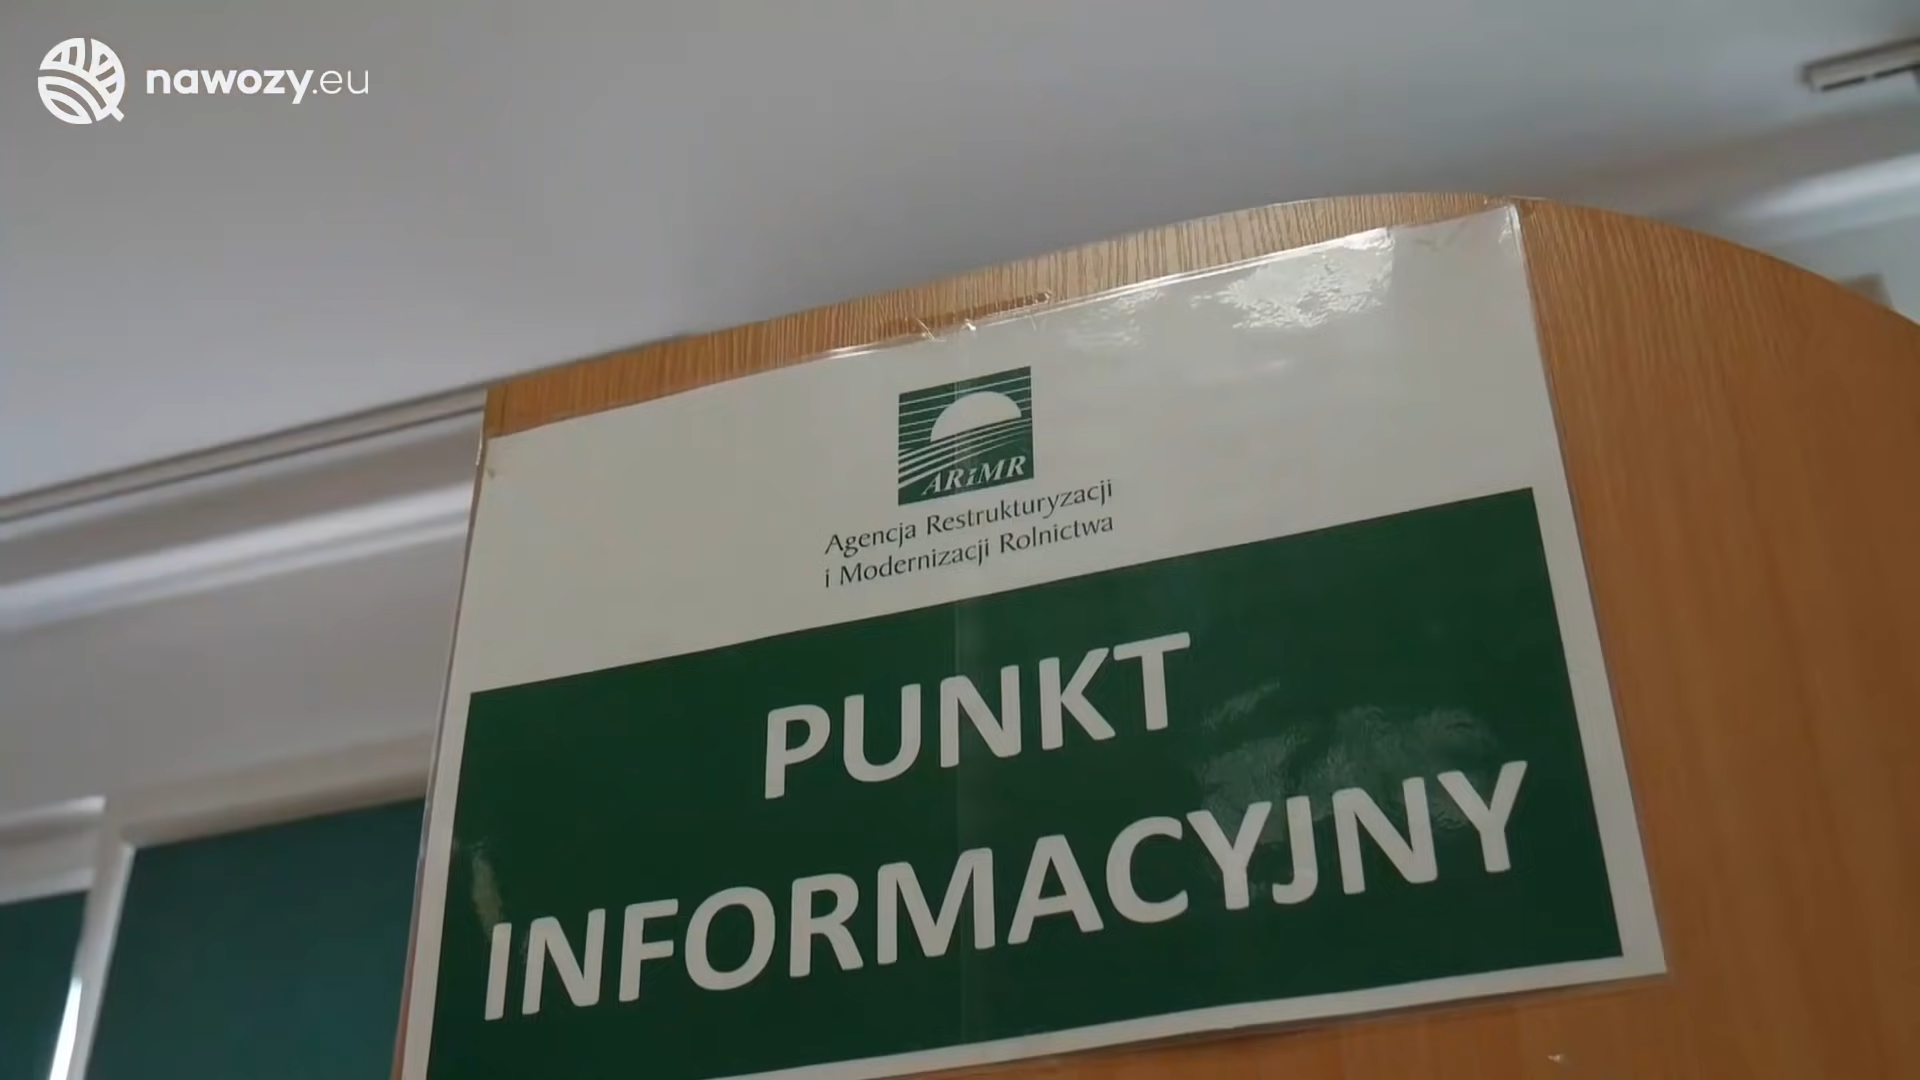 nawozy.eu
ARiMR
Agencja Restrukturyzacji
i Modernizacji Rolnictwa
PUNKT
INFORMACYJNY